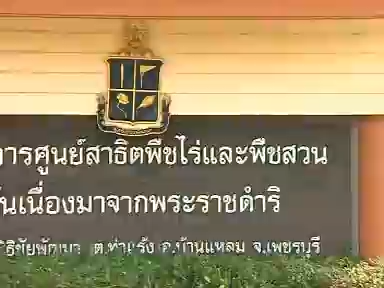 การศูนย์สาธิตพืชไร่และพืชสวน
อันเนื่องมาจากพระราชดำริ
ต.ท่าแร้ง อ.บ้านแหลม จ.เพชรบุรี